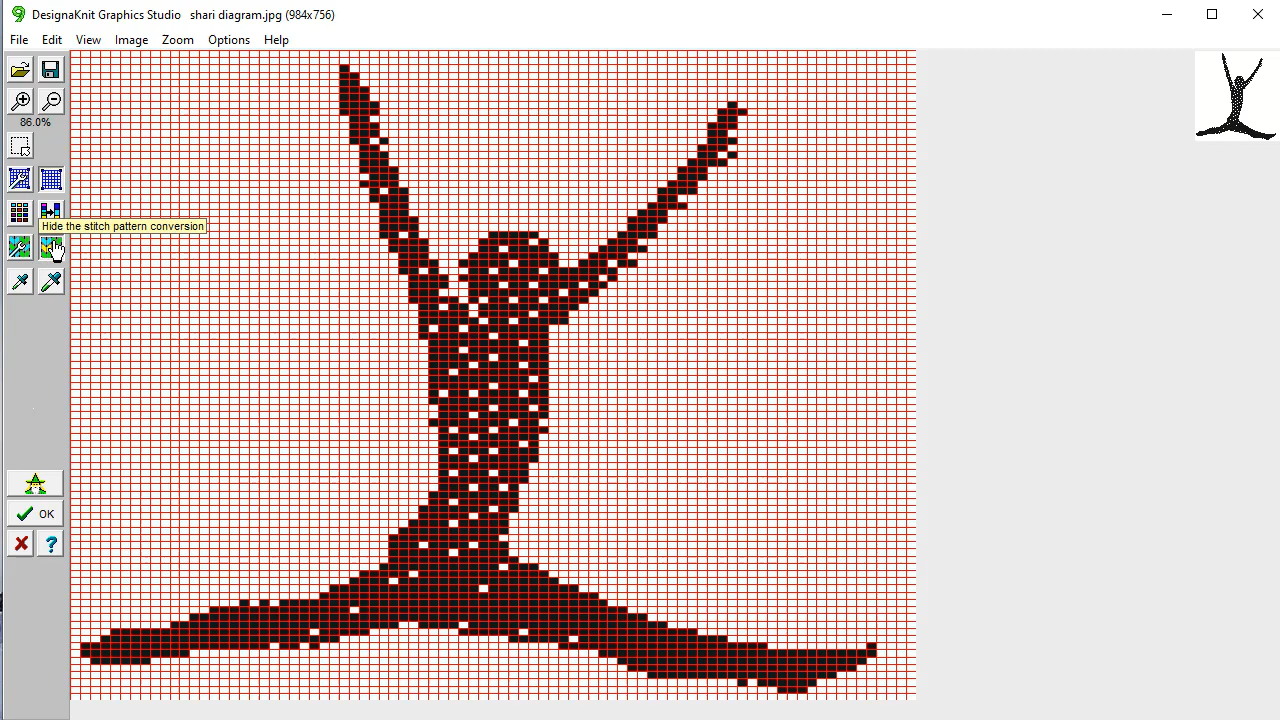 DesignaKnit Graphics Studio shari diagram.jpg (984x756)
File Edit View Image Zoom Options Help
86.0%
Hide the stitch pattern conversion
OK